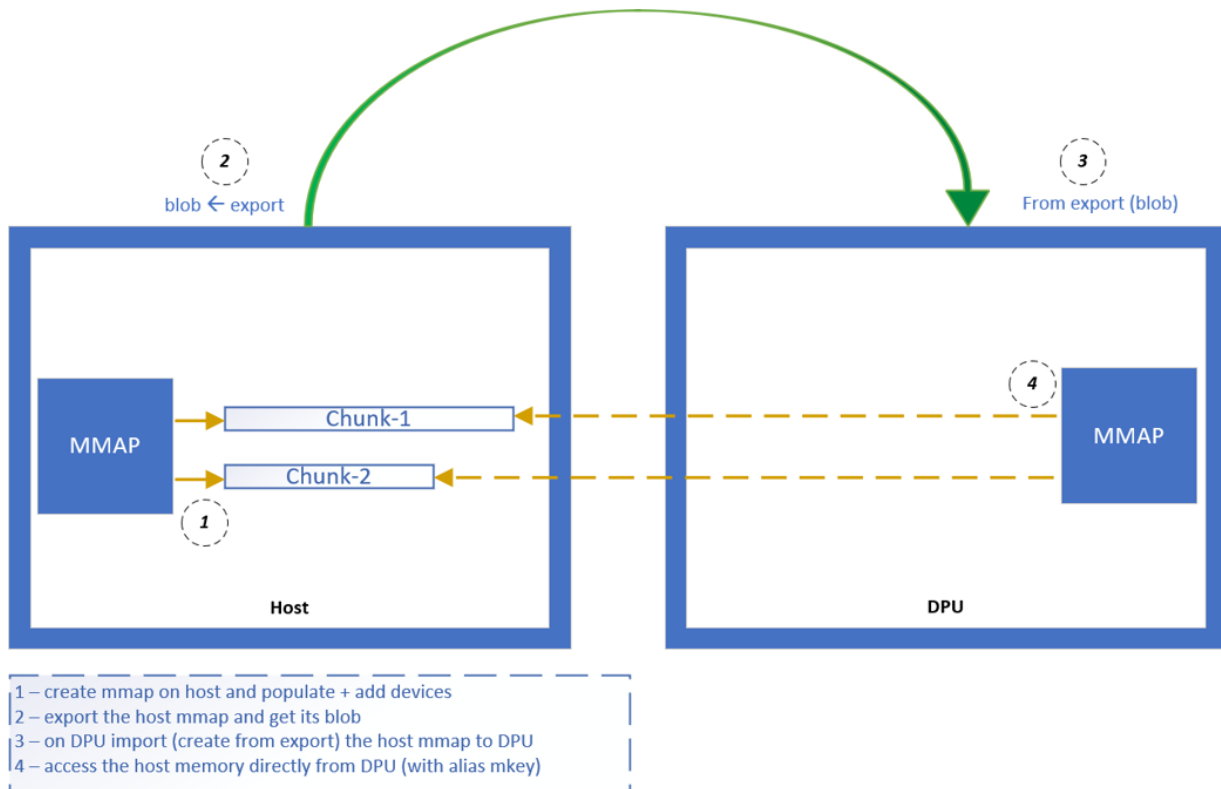 2
3
blob ← export
From export (blob)
4
MMAP
Chunk-1
MMAP
Chunk-2
1
Host
DPU
1 – create mmap on host and populate + add devices
2 – export the host mmap and get its blob
3 – on DPU import (create from export) the host mmap to DPU
4 – access the host memory directly from DPU (with alias mkey)